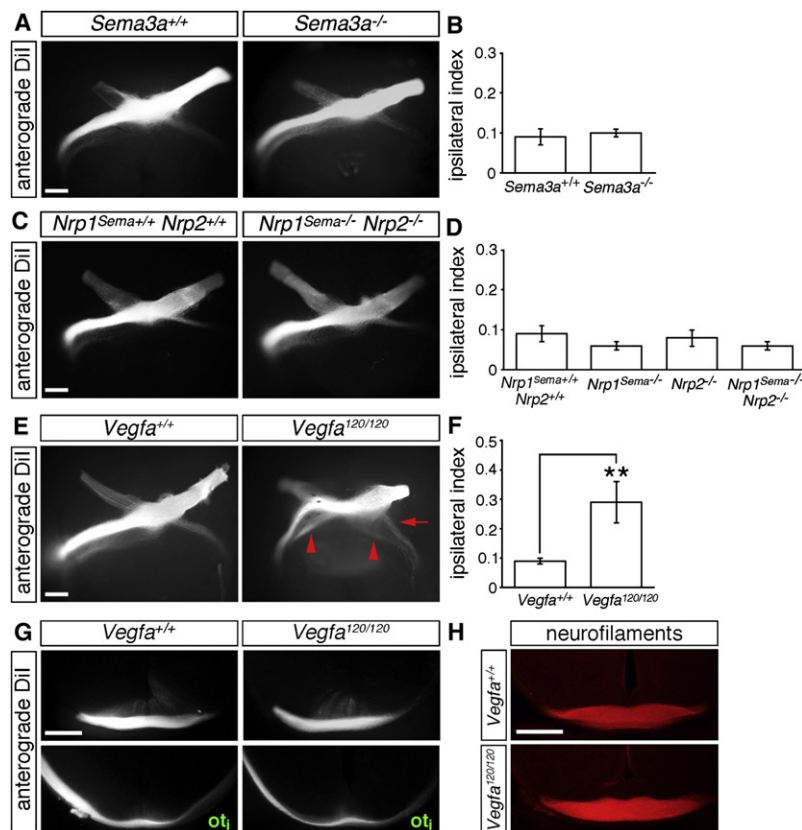 A
Sema3a+/+
Sema3a-/-
anterograde DiI
B
ipsilateral index
0.3
0.2
0.1
0
Sema3a+/+ Sema3a-/-
C
Nrp1Sema+/+ Nrp2+/+
Nrp1Sema-/- Nrp2-/-
anterograde DiI
D
ipsilateral index
0.3
0.2
0.1
0
Nrp1Sema+/+ Nrp1Sema-/- Nrp2-/- Nrp1Sema-/-
Nrp2+/+ Nrp2-/-
E
Vegfa+/+
Vegfa120/120
anterograde DiI
F
ipsilateral index
0.5
0.4
0.3
0.2
0.1
0
**
Vegfa+/+ Vegfa120/120
G
Vegfa+/+
Vegfa120/120
anterograde DiI
oti
oti
H
neurofilaments
Vegfa+/+
Vegfa120/120